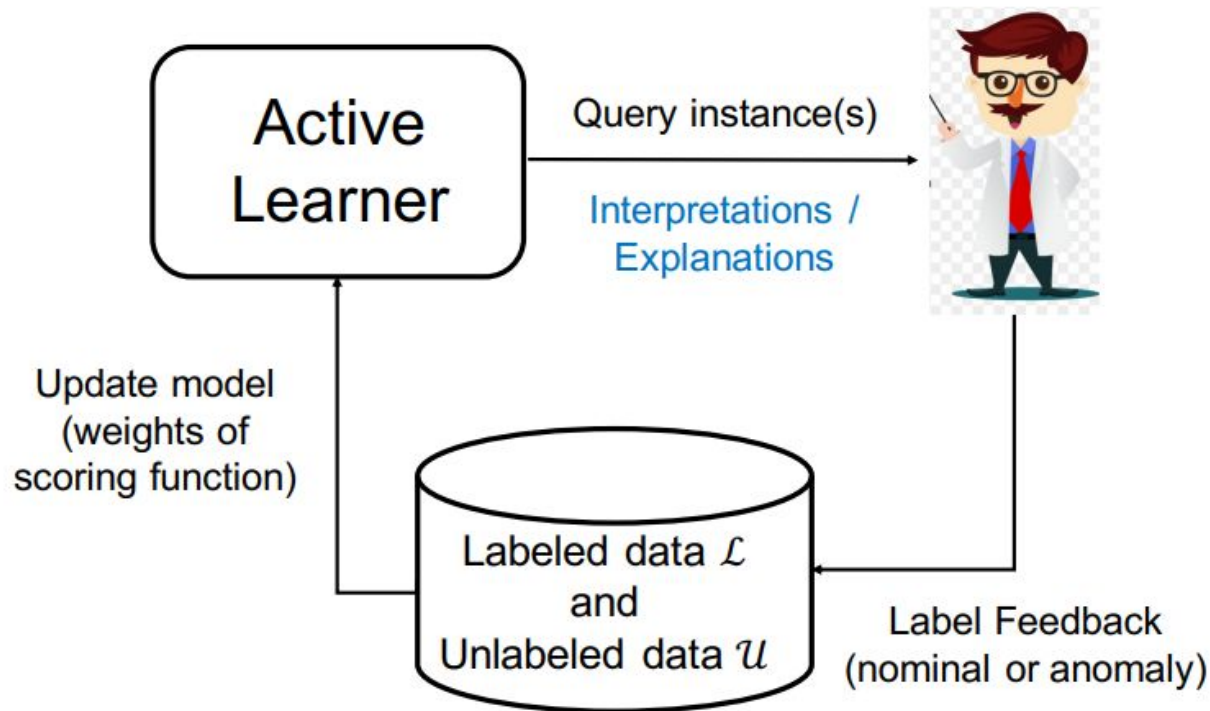 Active
Learner
Query instance(s)
Interpretations /
Explanations
Update model
(weights of
scoring function)
Labeled data ℒ
and
Unlabeled data 𝒰
Label Feedback
(nominal or anomaly)